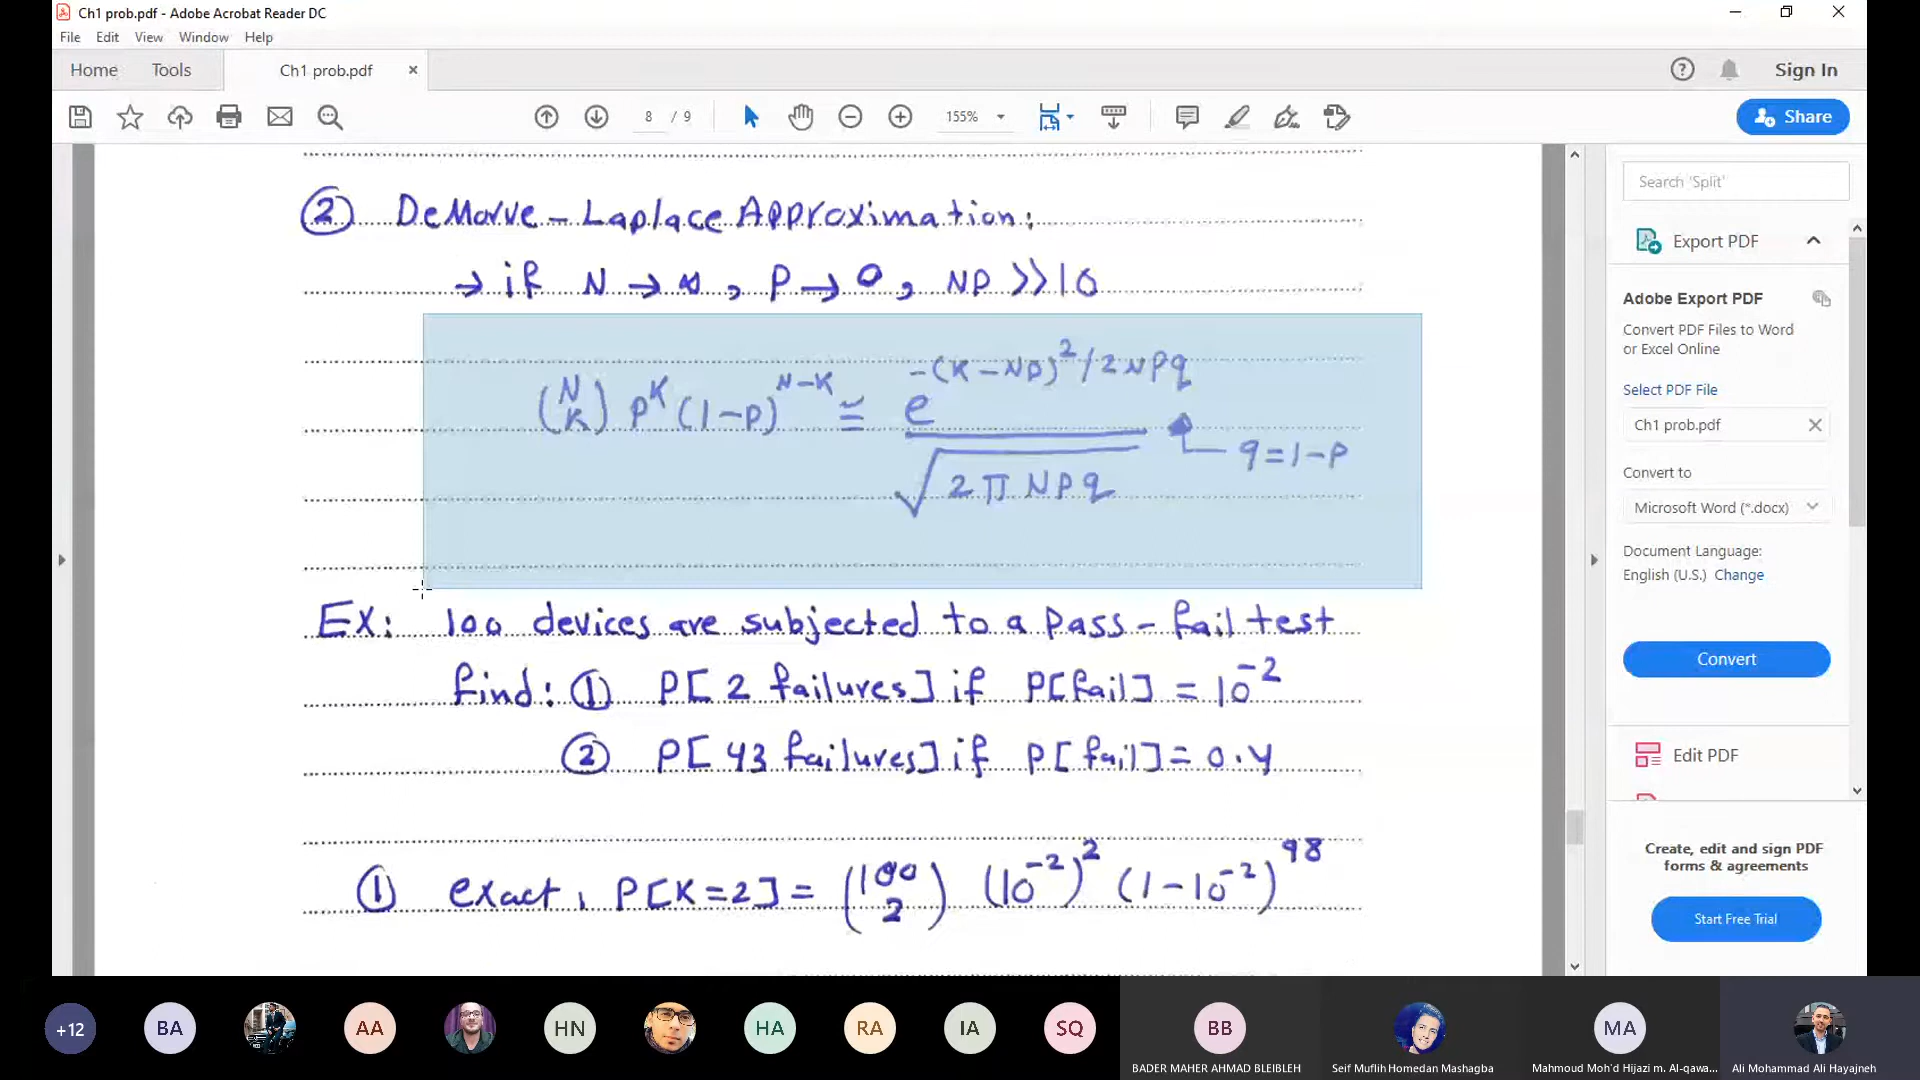 Ch1 prob.pdf - Adobe Acrobat Reader DC
File Edit View Window Help
Home Tools Ch1 prob.pdf ×
8 / 9 155% Share
Sign In
② DeMorve - Laplace Approximation:
→ if N → ∞, P → 0, NP >> 10
(N K) P^K (1-P)^N-K ≅ e^-(K-NP)^2/2NPq / √2πNPq
q = 1-P
Ex: 100 devices are subjected to a Pass - fail test
find: ① P[2 failures] if P[fail] = 10^-2
② P[43 failures] if P[fail] = 0.4
① exact, P[K=2] = (100 2) (10^-2)^2 (1-10^-2)^98
Search 'Split'
Export PDF
Adobe Export PDF
Convert PDF Files to Word
or Excel Online
Select PDF File
Ch1 prob.pdf ×
Convert to
Microsoft Word (*.docx)
Document Language:
English (U.S.) Change
Convert
Edit PDF
Create, edit and sign PDF
forms & agreements
Start Free Trial
+12 BA AA HN HA RA IA SQ BB MA
BADER MAHER AHMAD BLEIBLEH
Seif Muflih Homedan Mashagba
Mahmoud Moh'd Hijazi m. Al-qawa...
Ali Mohammad Ali Hayajneh